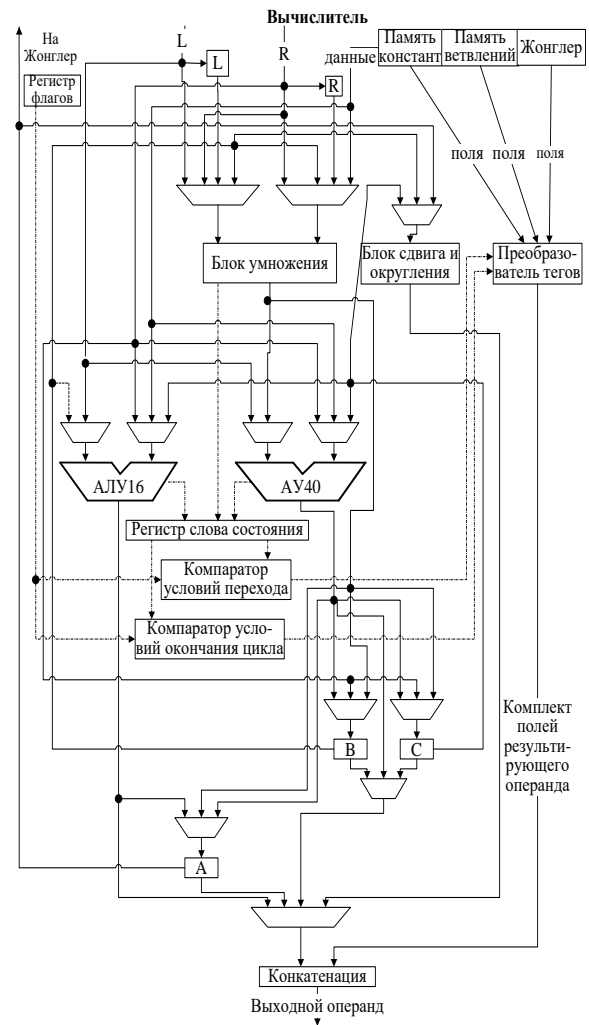 Вычислитель
На
Жонглер
L
R
данные
Память
констант
Память
ветвлений
Жонглер
Регистр
флагов
L
R
поля
поля
поля
Блок умножения
Блок сдвига и
округления
Преобразо-
ватель тегов
АЛУ16
АУ40
Регистр слова состояния
Компаратор
условий перехода
Компаратор усло-
вий окончания цикла
Комплект
полей
результи-
рующего
операнда
B
C
A
Конкатенация
Выходной операнд